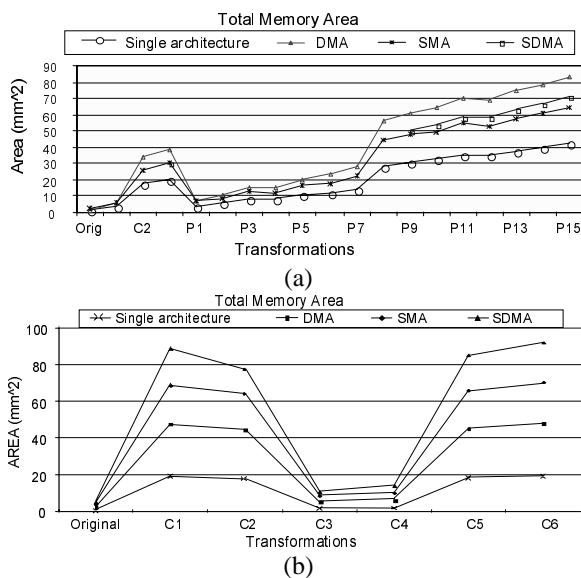 Total Memory Area
Single architecture DMA SMA SDMA
Area (mm^2)
90
80
70
60
50
40
30
20
10
0
Orig C2 P1 P3 P5 P7 P9 P11 P13 P15
Transformations
(a)
Total Memory Area
Single architecture DMA SMA SDMA
AREA (mm^2)
100
80
60
40
20
0
Original C1 C2 C3 C4 C5 C6
Transformations
(b)